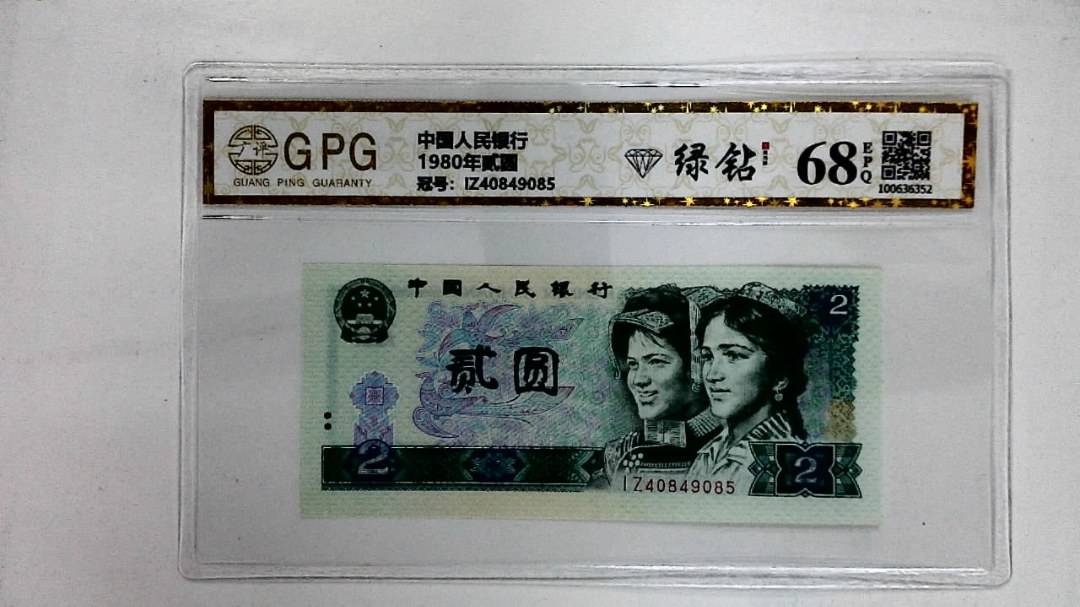 广评
GPG
GUANG PING GUARANTY
中国人民银行
1980年贰圆
冠号：IZ40849085
绿钻
68
EPQ
100636352
中国人民银行
2
贰圆
2
IZ40849085
2